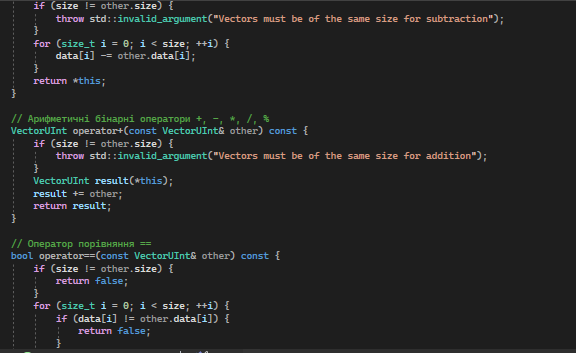 if (size != other.size) {
throw std::invalid_argument("Vectors must be of the same size for subtraction");
}
for (size_t i = 0; i < size; ++i) {
data[i] -= other.data[i];
}
return *this;
}
// Арифметичні бінарні оператори +, -, *, /, %
VectorUInt operator+(const VectorUInt& other) const {
if (size != other.size) {
throw std::invalid_argument("Vectors must be of the same size for addition");
}
VectorUInt result(*this);
result += other;
return result;
}
// Оператор порівняння ==
bool operator==(const VectorUInt& other) const {
if (size != other.size) {
return false;
}
for (size_t i = 0; i < size; ++i) {
if (data[i] != other.data[i]) {
return false;
}